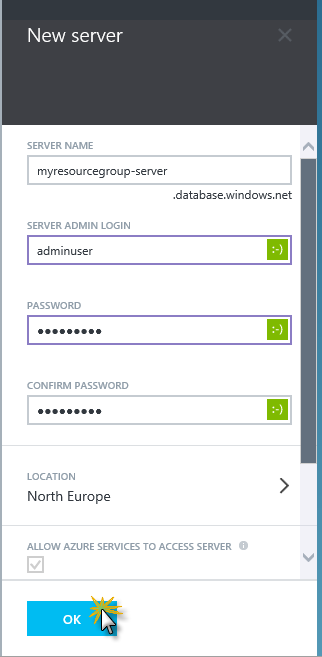 New server
SERVER NAME
myresourcegroup-server
.database.windows.net
SERVER ADMIN LOGIN
adminuser
:-)
PASSWORD
•••••••••
:-)
CONFIRM PASSWORD
•••••••••
:-)
LOCATION
North Europe
ALLOW AZURE SERVICES TO ACCESS SERVER
OK